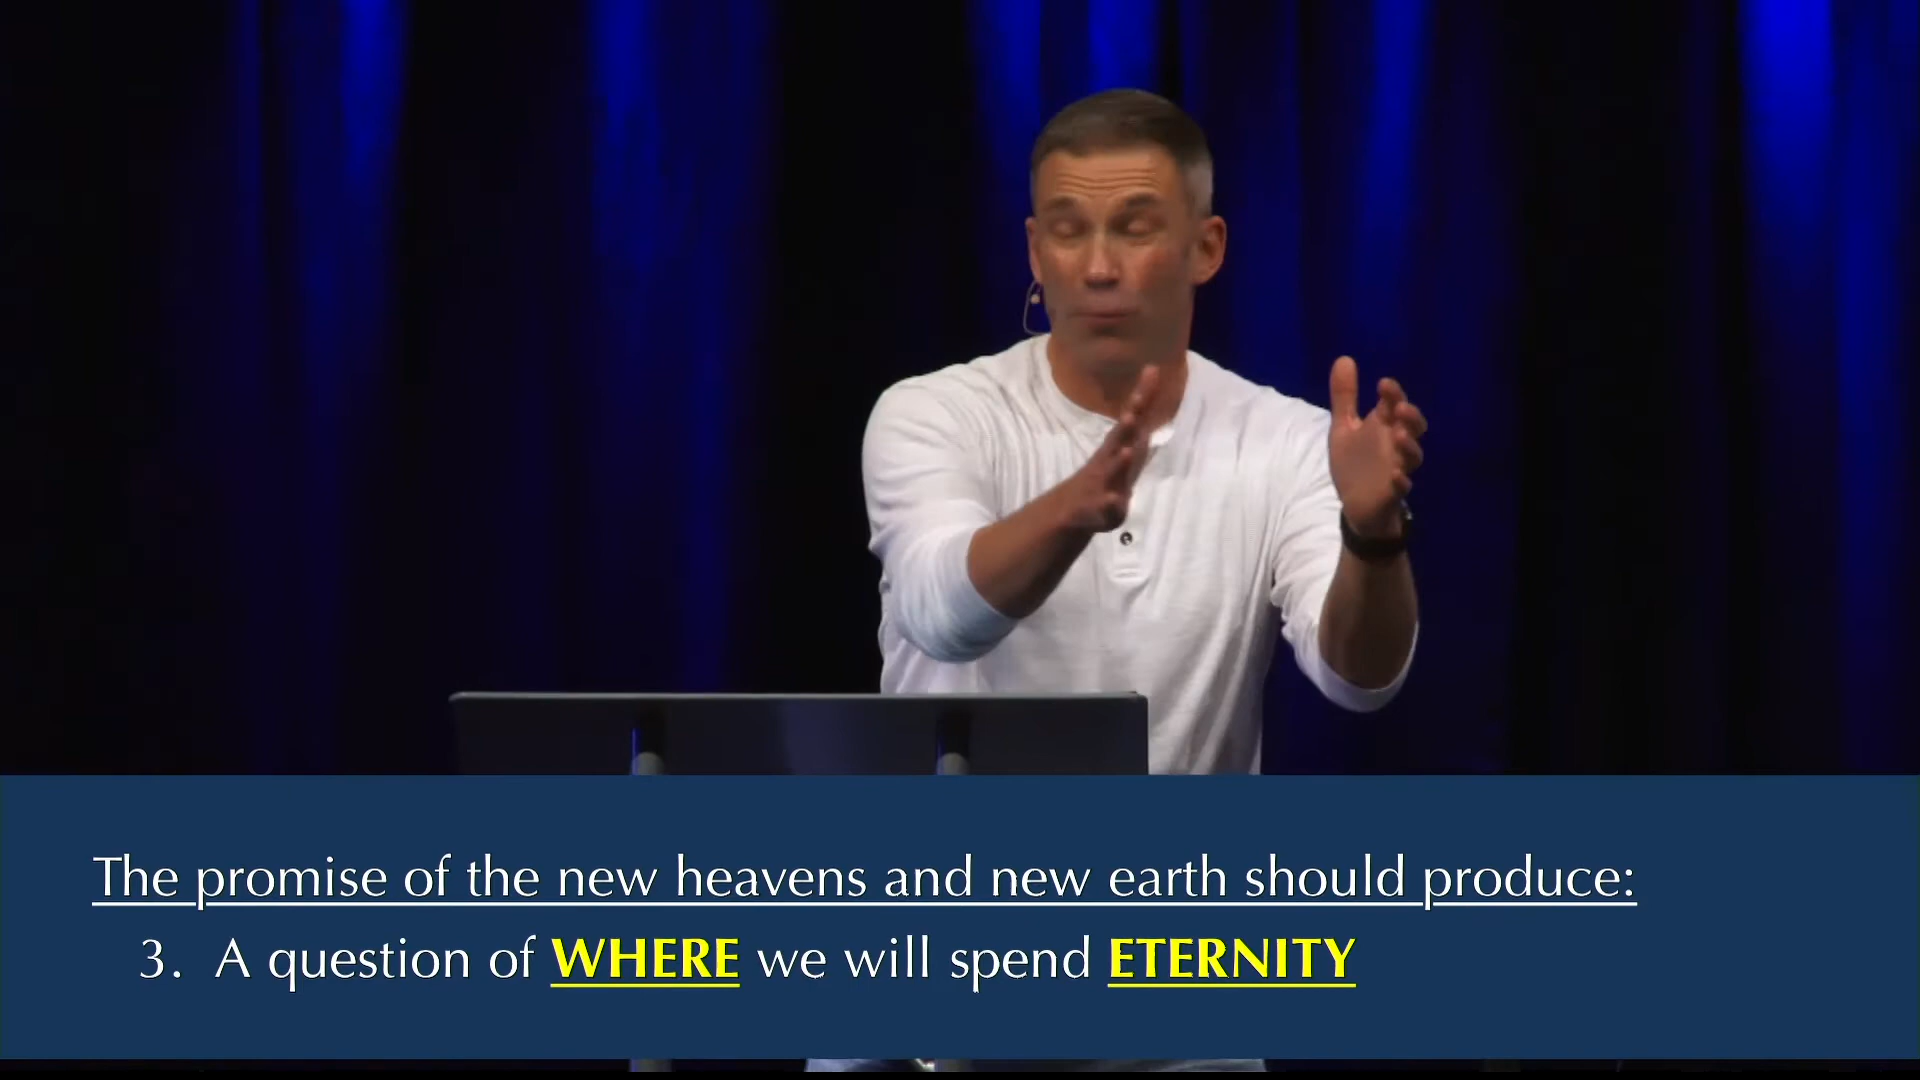 The promise of the new heavens and new earth should produce:
3. A question of WHERE we will spend ETERNITY